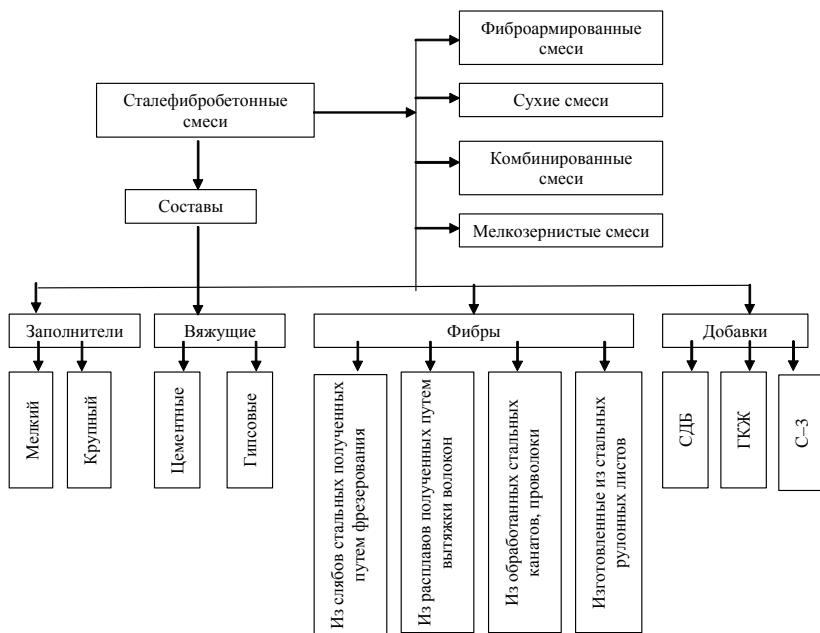 Фиброармированные
смеси
Сталефибробетонные
смеси
Сухие смеси
Комбинированные
смеси
Составы
Мелкозернистые смеси
Заполнители
Вяжущие
Фибры
Добавки
Мелкий
Крупный
Цементные
Гипсовые
Из слябов стальных полученных
путем фрезерования
Из расплавов полученных путем
вытяжки волокон
Из обработанных стальных
канатов, проволоки
Изготовленные из стальных
рулонных листов
СДБ
ГКЖ
С–3